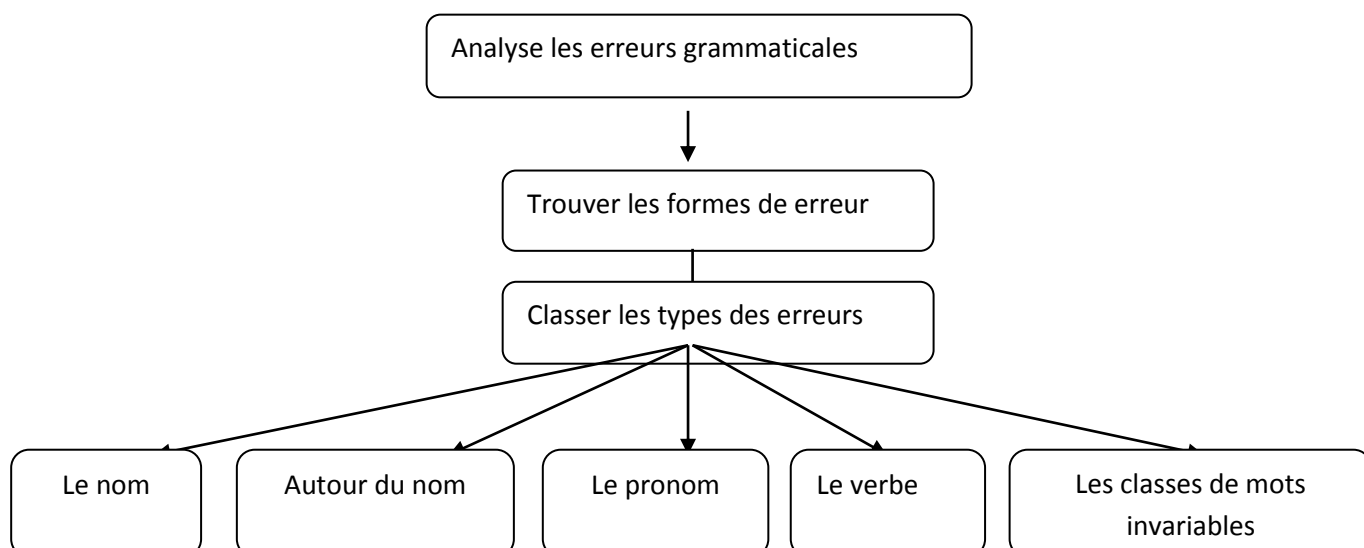 Analyse les erreurs grammaticales
Trouver les formes de erreur
Classer les types des erreurs
Le nom
Autour du nom
Le pronom
Le verbe
Les classes de mots
invariables